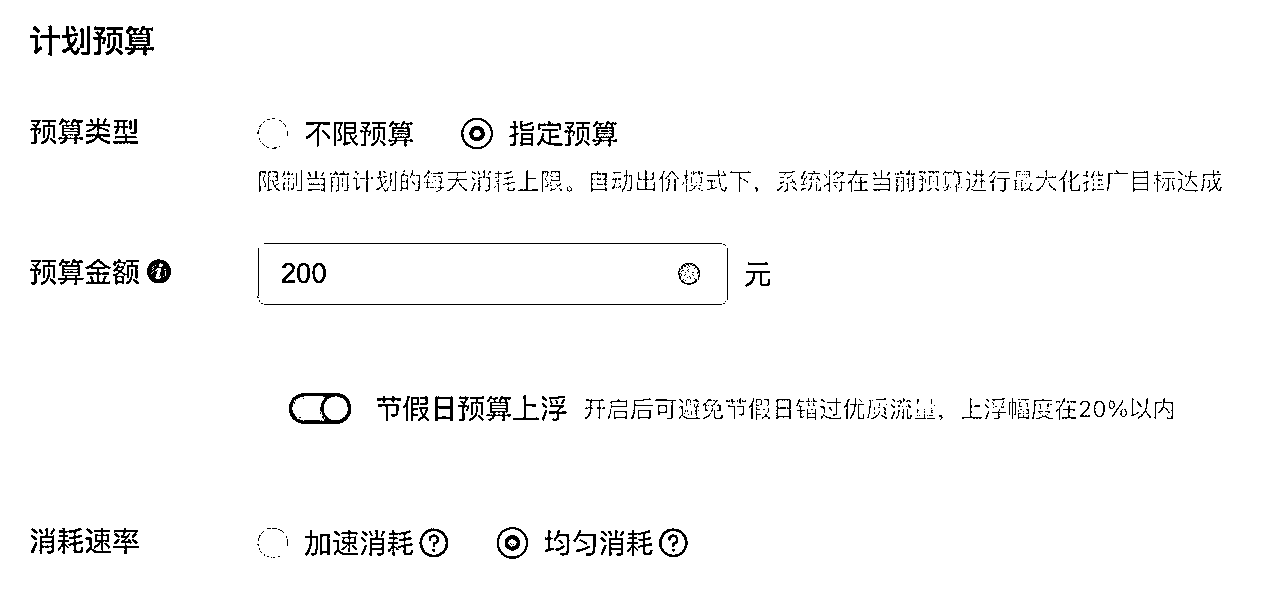 计划预算
预算类型 不限预算 指定预算
限制当前计划的每天消耗上限。自动出价模式下，系统将在当前预算进行最大化推广目标达成
预算金额 200 元
节假日预算上浮 开启后可避免节假日错过优质流量，上浮幅度在20%以内
消耗速率 加速消耗 均匀消耗